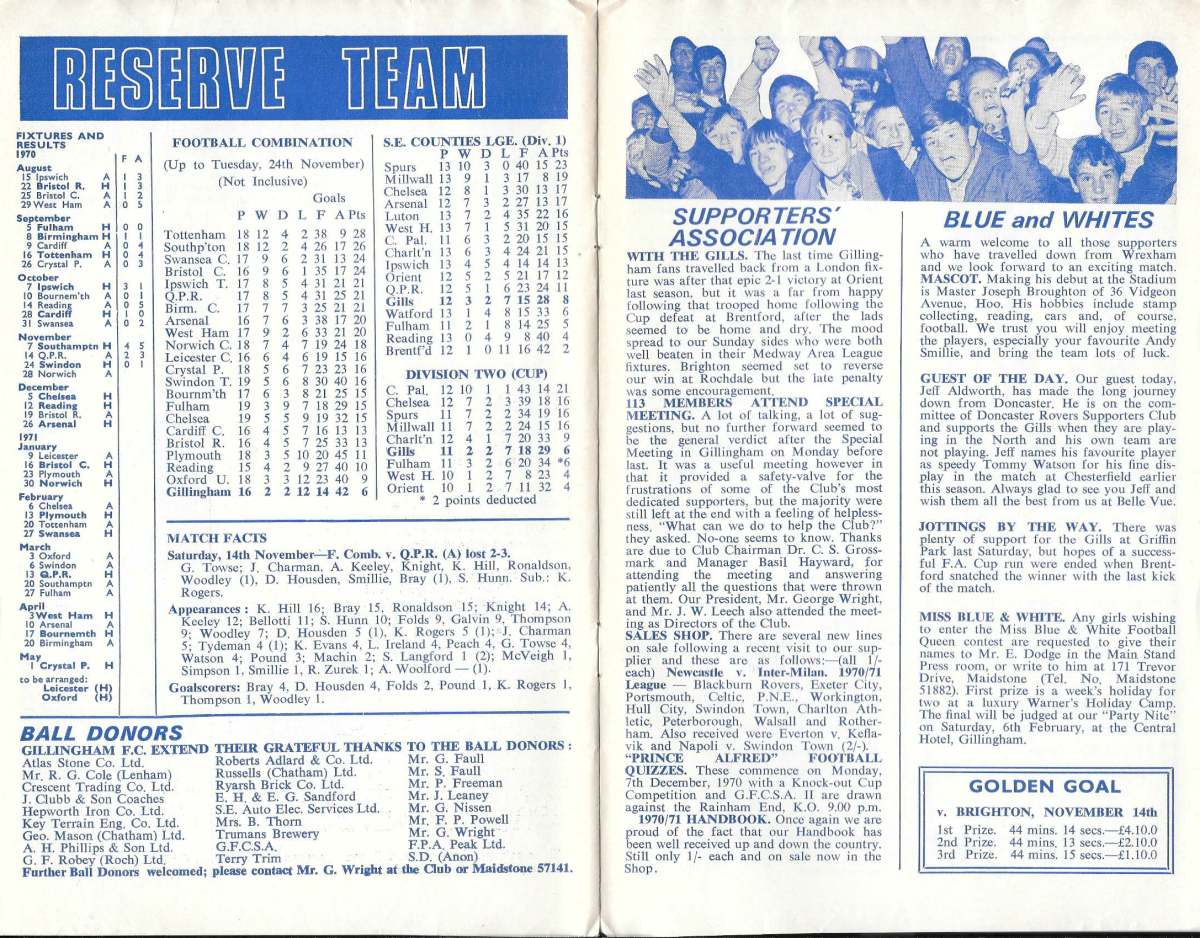 RESERVE TEAM
FIXTURES AND
RESULTS
1970
F A
August
15 Ipswich A 1 3
22 Bristol R. H 1 3
25 Bristol C. A 1 2
29 West Ham A 0 5
September
5 Fulham H 0 0
8 Birmingham H 1 1
9 Cardiff A 0 4
16 Tottenham H 0 4
26 Crystal P. A 0 3
October
7 Ipswich H 3 1
10 Bournem'th A 0 1
14 Reading A 0 5
28 Cardiff H 1 0
31 Swansea A 0 2
November
7 Southamptn H 4 5
14 Q.P.R. A 2 3
24 Swindon H 0 1
28 Norwich A
December
5 Chelsea H
12 Reading H
19 Bristol R. A
26 Arsenal H
1971
January
9 Leicester A
16 Bristol C. H
23 Plymouth A
30 Norwich H
February
6 Chelsea A
13 Plymouth H
20 Tottenham A
27 Swansea H
March
3 Oxford A
6 Swindon A
13 Q.P.R. H
20 Southamptn A
27 Fulham A
April
3 West Ham H
10 Arsenal A
17 Bournemth H
20 Birmingham A
May
1 Crystal P. H
to be arranged:
Leicester (H)
Oxford (H)
FOOTBALL COMBINATION
(Up to Tuesday, 24th November)
(Not Inclusive)
Goals
P W D L F A Pts
Tottenham 18 12 4 2 38 9 28
Southp'ton 18 12 2 4 26 17 26
Swansea C. 17 9 6 2 31 13 24
Bristol C. 16 9 6 1 35 17 24
Ipswich T. 17 8 5 4 31 21 21
Q.P.R. 17 8 5 4 31 25 21
Birm. C. 17 7 7 3 25 21 21
Arsenal 16 7 6 3 38 17 20
West Ham 17 9 2 6 33 21 20
Norwich C. 18 7 4 7 19 24 18
Leicester C. 16 6 4 6 19 15 16
Crystal P. 18 5 6 7 23 23 16
Swindon T. 19 5 6 8 30 40 16
Bournm'th 17 6 3 8 21 25 15
Fulham 19 3 9 7 18 29 15
Chelsea 19 5 5 9 19 32 15
Cardiff C. 16 4 5 7 16 13 13
Bristol R. 16 4 5 7 25 33 13
Plymouth 18 3 5 10 20 45 11
Reading 15 4 2 9 27 40 10
Oxford U. 18 3 3 12 23 40 9
Gillingham 16 2 2 12 14 42 6
S.E. COUNTIES LGE. (Div. 1)
P W D L F A Pts
Spurs 13 10 3 0 40 15 23
Millwall 13 9 1 3 17 8 19
Chelsea 12 8 1 3 30 13 17
Arsenal 12 7 3 2 27 13 17
Luton 13 7 2 4 35 22 16
West H. 13 7 1 5 31 20 15
C. Pal. 11 6 3 2 20 15 15
Charlt'n 13 6 3 4 24 21 15
Ipswich 13 4 5 4 14 14 13
Orient 12 5 2 5 21 17 12
Q.P.R. 12 5 1 6 23 24 11
Gills 12 3 2 7 15 28 8
Watford 13 1 4 8 15 33 6
Fulham 11 2 1 8 14 25 5
Reading 13 0 4 9 8 40 4
Brentf'd 12 1 0 11 16 42 2
DIVISION TWO (CUP)
C. Pal. 12 10 1 1 43 14 21
Chelsea 12 7 2 3 39 18 16
Spurs 11 7 2 2 34 19 16
Millwall 11 7 2 2 24 15 16
Charlt'n 12 4 1 7 20 33 9
Gills 11 2 2 7 18 29 6
Fulham 11 3 2 6 20 34 *6
West H. 10 1 2 7 8 23 4
Orient 10 1 2 7 11 32 4
* 2 points deducted
MATCH FACTS
Saturday, 14th November—F. Comb. v. Q.P.R. (A) lost 2-3.
G. Towse; J. Charman, A. Keeley, Knight, K. Hill, Ronaldson,
Woodley (1), D. Housden, Smillie, Bray (1), S. Hunn. Sub.: K.
Rogers.
Appearances : K. Hill 16; Bray 15, Ronaldson 15; Knight 14; A.
Keeley 12; Bellotti 11; S. Hunn 10; Folds 9, Galvin 9, Thompson
9; Woodley 7; D. Housden 5 (1), K. Rogers 5 (1); J. Charman
5; Tydeman 4 (1); K. Evans 4, L. Ireland 4, Peach 4, G. Towse 4,
Watson 4; Pound 3; Machin 2; S. Langford 1 (2); McVeigh 1,
Simpson 1, Smillie 1, R. Zurek 1; A. Woolford — (1).
Goalscorers: Bray 4, D. Housden 4, Folds 2, Pound 1, K. Rogers 1,
Thompson 1, Woodley 1.
BALL DONORS
GILLINGHAM F.C. EXTEND THEIR GRATEFUL THANKS TO THE BALL DONORS :
Atlas Stone Co. Ltd. Roberts Adlard & Co. Ltd. Mr. G. Faull
Mr. R. G. Cole (Lenham) Russells (Chatham) Ltd. Mr. S. Faull
Crescent Trading Co. Ltd. Ryarsh Brick Co. Ltd. Mr. P. Freeman
J. Clubb & Son Coaches E. H. & E. G. Sandford Mr. J. Leaney
Hepworth Iron Co. Ltd. S.E. Auto Elec. Services Ltd. Mr. G. Nissen
Key Terrain Eng. Co. Ltd. Mrs. B. Thorn Mr. F. P. Powell
Geo. Mason (Chatham) Ltd. Trumans Brewery Mr. G. Wright
A. H. Phillips & Son Ltd. G.F.C.S.A. F.P.A. Peak Ltd.
G. F. Robey (Roch) Ltd. Terry Trim S.D. (Anon)
Further Ball Donors welcomed; please contact Mr. G. Wright at the Club or Maidstone 57141.
SUPPORTERS'
ASSOCIATION
WITH THE GILLS. The last time Gilling-
ham fans travelled back from a London fix-
ture was after that epic 2-1 victory at Orient
last season, but it was a far from happy
following that trooped home following the
Cup defeat at Brentford, after the lads
seemed to be home and dry. The mood
spread to our Sunday sides who were both
well beaten in their Medway Area League
fixtures. Brighton seemed set to reverse
our win at Rochdale but the late penalty
was some encouragement.
113 MEMBERS ATTEND SPECIAL
MEETING. A lot of talking, a lot of sug-
gestions, but no further forward seemed to
be the general verdict after the Special
Meeting in Gillingham on Monday before
last. It was a useful meeting however in
that it provided a safety-valve for the
frustrations of some of the Club's most
dedicated supporters, but the majority were
still left at the end with a feeling of helpless-
ness. "What can we do to help the Club?"
they asked. No-one seems to know. Thanks
are due to Club Chairman Dr. C. S. Gross-
mark and Manager Basil Hayward, for
attending the meeting and answering
patiently all the questions that were thrown
at them. Our President, Mr. George Wright,
and Mr. J. W. Leech also attended the meet-
ing as Directors of the Club.
SALES SHOP. There are several new lines
on sale following a recent visit to our sup-
plier and these are as follows:—(all 1/-
each) Newcastle v. Inter-Milan. 1970/71
League — Blackburn Rovers, Exeter City,
Portsmouth, Celtic, P.N.E., Workington,
Hull City, Swindon Town, Charlton Ath-
letic, Peterborough, Walsall and Rother-
ham. Also received were Everton v. Kefla-
vik and Napoli v. Swindon Town (2/-).
"PRINCE ALFRED" FOOTBALL
QUIZZES. These commence on Monday,
7th December, 1970 with a Knock-out Cup
Competition and G.F.C.S.A. II are drawn
against the Rainham End, K.O. 9.00 p.m.
1970/71 HANDBOOK. Once again we are
proud of the fact that our Handbook has
been well received up and down the country.
Still only 1/- each and on sale now in the
Shop.
BLUE and WHITES
A warm welcome to all those supporters
who have travelled down from Wrexham
and we look forward to an exciting match.
MASCOT. Making his debut at the Stadium
is Master Joseph Broughton of 36 Vidgeon
Avenue, Hoo. His hobbies include stamp
collecting, reading, cars and, of course,
football. We trust you will enjoy meeting
the players, especially your favourite Andy
Smillie, and bring the team lots of luck.
GUEST OF THE DAY. Our guest today,
Jeff Aldworth, has made the long journey
down from Doncaster. He is on the com-
mittee of Doncaster Rovers Supporters Club
and supports the Gills when they are play-
ing in the North and his own team are
not playing. Jeff names his favourite player
as speedy Tommy Watson for his fine dis-
play in the match at Chesterfield earlier
this season. Always glad to see you Jeff and
wish them all the best from us at Belle Vue.
JOTTINGS BY THE WAY. There was
plenty of support for the Gills at Griffin
Park last Saturday, but hopes of a success-
ful F.A. Cup run were ended when Brent-
ford snatched the winner with the last kick
of the match.
MISS BLUE & WHITE. Any girls wishing
to enter the Miss Blue & White Football
Queen contest are requested to give their
names to Mr. E. Dodge in the Main Stand
Press room, or write to him at 171 Trevor
Drive, Maidstone (Tel. No. Maidstone
51882). First prize is a week's holiday for
two at a luxury Warner's Holiday Camp.
The final will be judged at our "Party Nite"
on Saturday, 6th February, at the Central
Hotel, Gillingham.
GOLDEN GOAL
v. BRIGHTON, NOVEMBER 14th
1st Prize. 44 mins. 14 secs.—£4.10.0
2nd Prize. 44 mins. 13 secs.—£2.10.0
3rd Prize. 44 mins. 15 secs.—£1.10.0